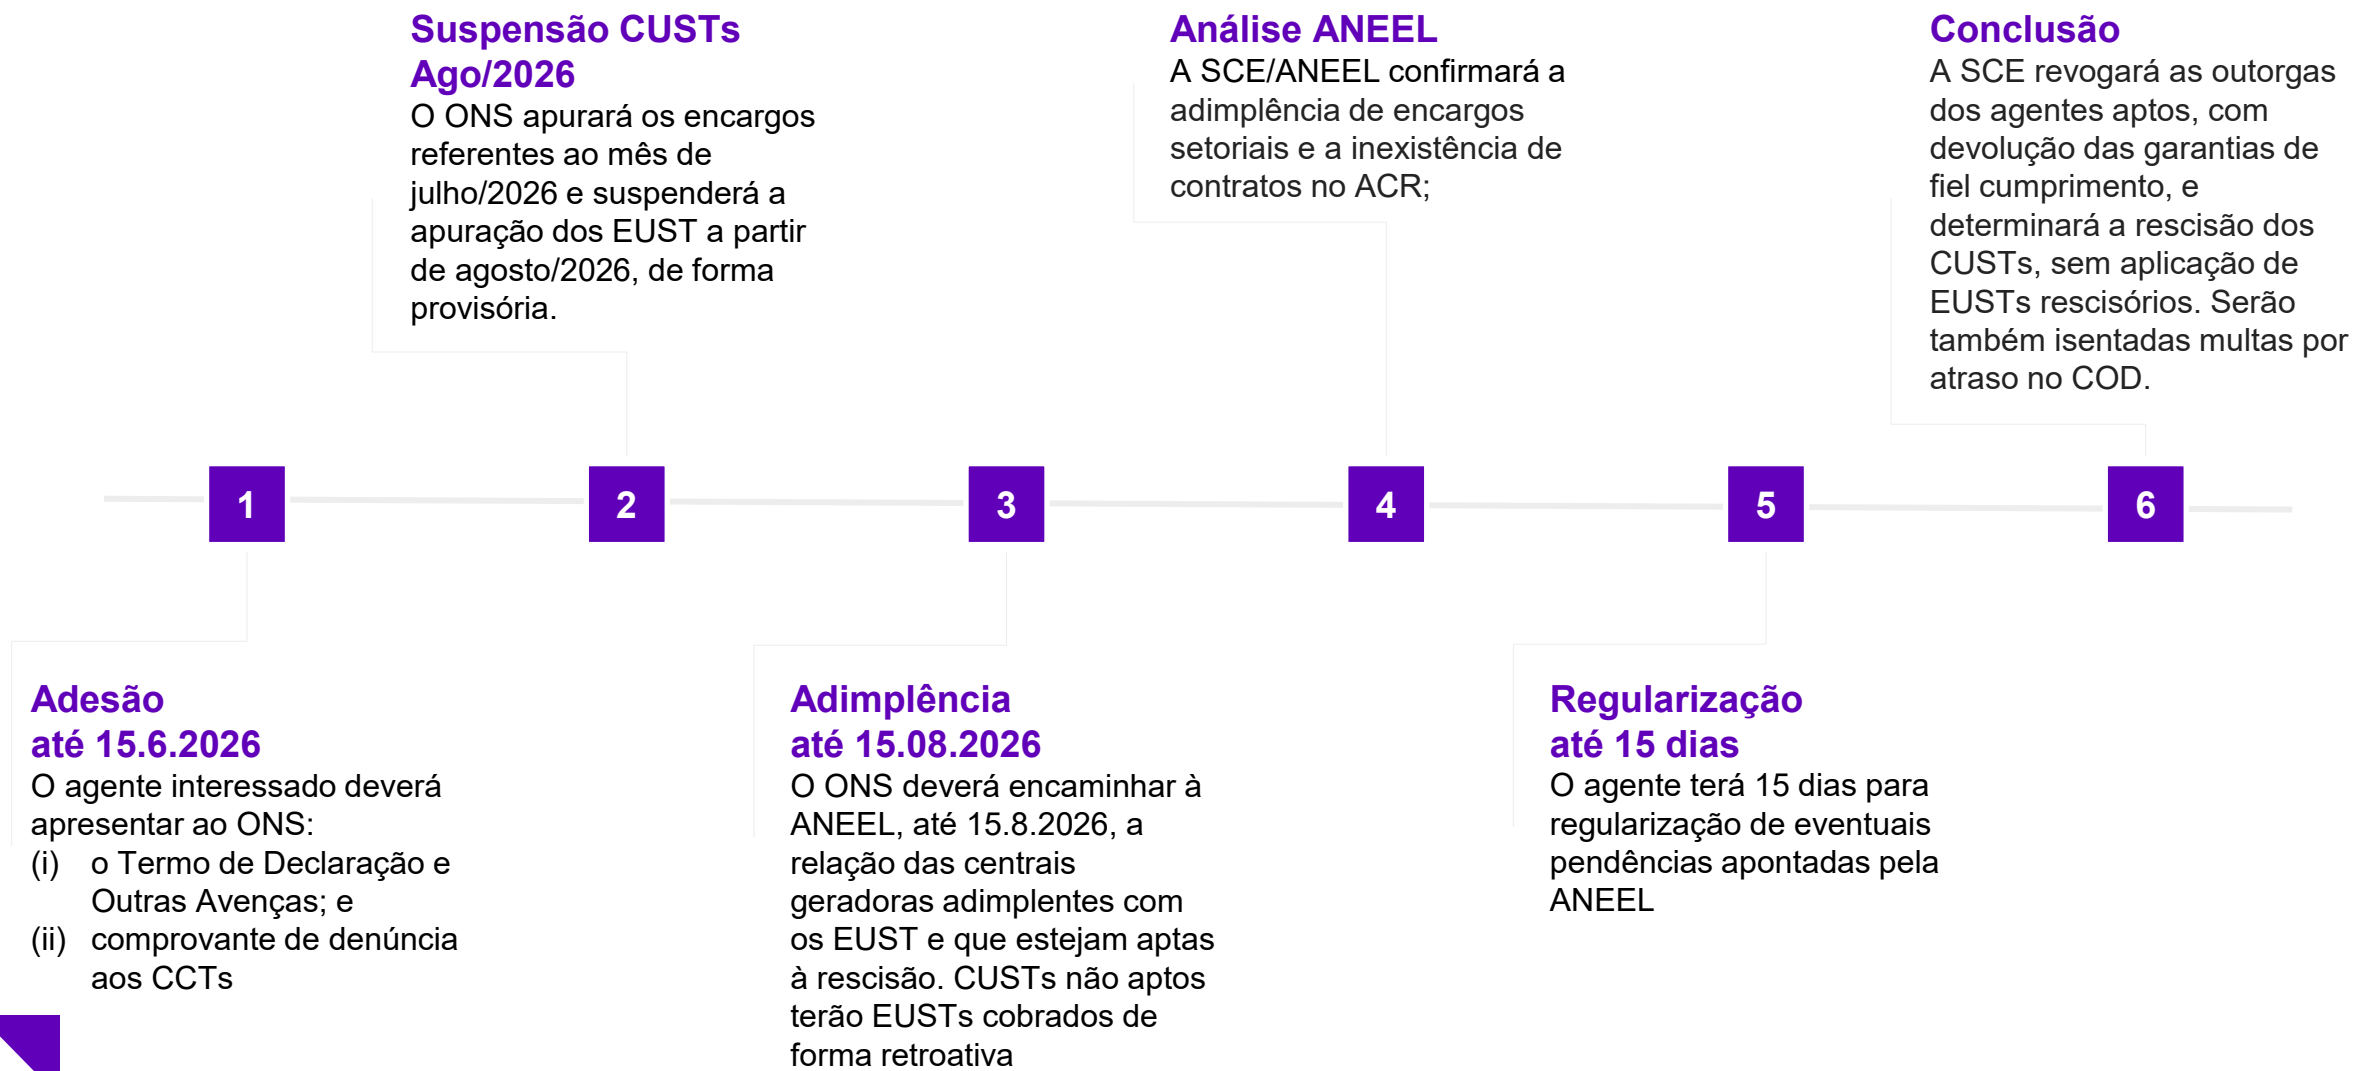 Suspensão CUSTs
Ago/2026
O ONS apurará os encargos
referentes ao mês de
julho/2026 e suspenderá a
apuração dos EUST a partir
de agosto/2026, de forma
provisória.
Análise ANEEL
A SCE/ANEEL confirmará a
adimplência de encargos
setoriais e a inexistência de
contratos no ACR;
Conclusão
A SCE revogará as outorgas
dos agentes aptos, com
devolução das garantias de
fiel cumprimento, e
determinará a rescisão dos
CUSTs, sem aplicação de
EUSTs rescisórios. Serão
também isentadas multas por
atraso no COD.
1
2
3
4
5
6
Adesão
até 15.6.2026
O agente interessado deverá
apresentar ao ONS:
(i) o Termo de Declaração e
Outras Avenças; e
(ii) comprovante de denúncia
aos CCTs
Adimplência
até 15.08.2026
O ONS deverá encaminhar à
ANEEL, até 15.8.2026, a
relação das centrais
geradoras adimplentes com
os EUST e que estejam aptas
à rescisão. CUSTs não aptos
terão EUSTs cobrados de
forma retroativa
Regularização
até 15 dias
O agente terá 15 dias para
regularização de eventuais
pendências apontadas pela
ANEEL